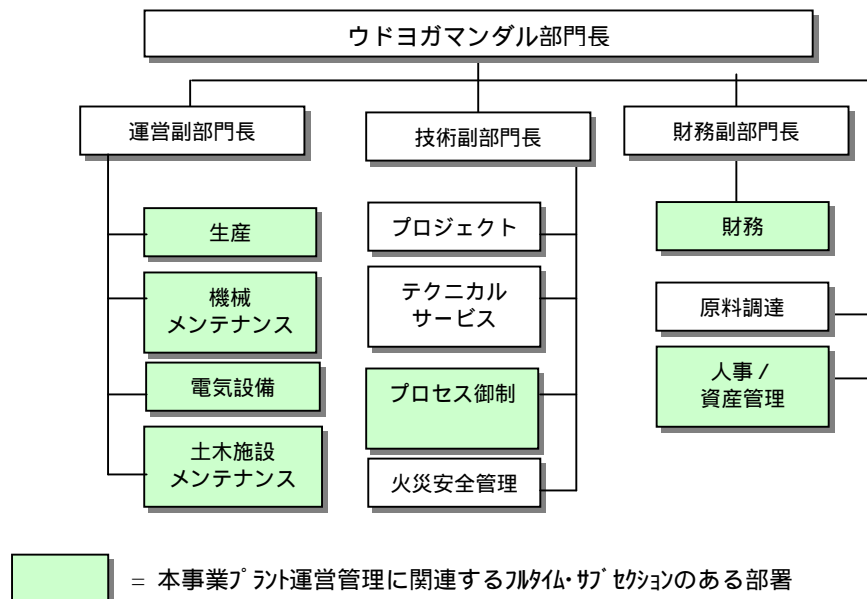 ウドヨガマンダル部門長
運営副部門長
技術副部門長
財務副部門長
生産
プロジェクト
財務
機械
メンテナンス
テクニカル
サービス
原料調達
電気設備
プロセス御制
人事 /
資産管理
土木施設
メンテナンス
火災安全管理
= 本事業プラント運営管理に関連するフルタイム・サブセクションのある部署